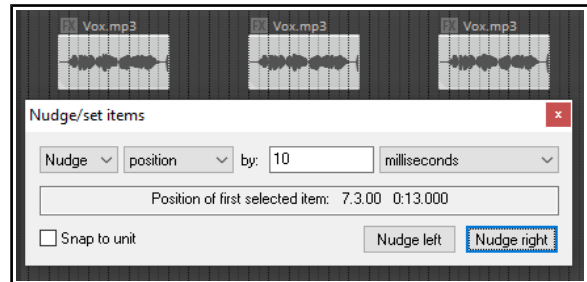 FX Vox.mp3 FX Vox.mp3 FX Vox.mp3
Nudge/set items x
Nudge position by: 10 milliseconds
Position of first selected item: 7.3.00 0:13.000
Snap to unit Nudge left Nudge right